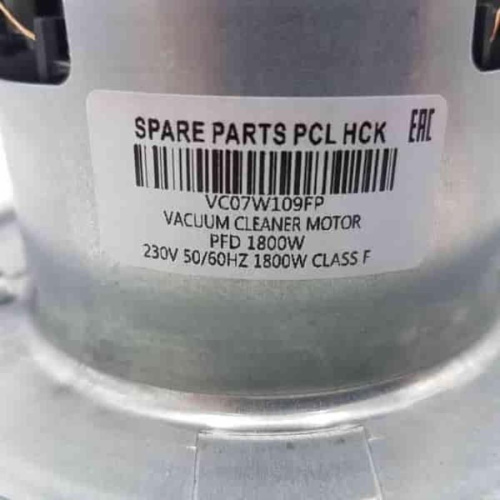 SPARE PARTS PCL HCK EAC
VC07W109FP
VACUUM CLEANER MOTOR
PFD 1800W
230V 50/60HZ 1800W CLASS F